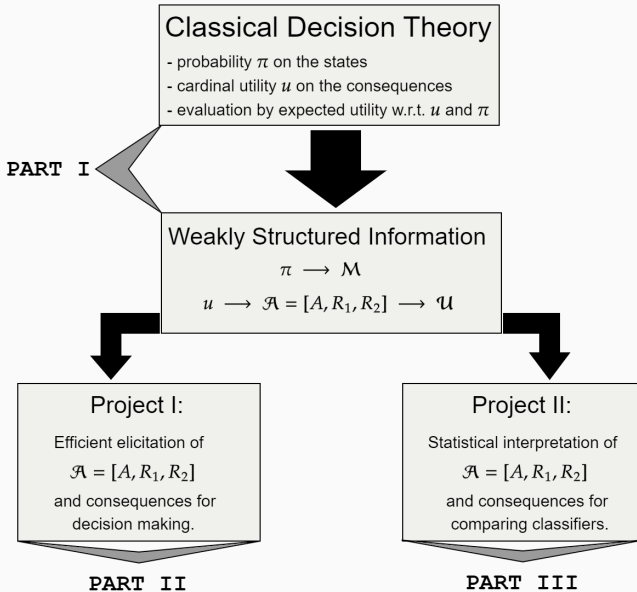 Classical Decision Theory
- probability π on the states
- cardinal utility u on the consequences
- evaluation by expected utility w.r.t. u and π
PART I
Weakly Structured Information
π ⟶ M
u ⟶ 𝒜 = [A, R₁, R₂] ⟶ 𝒰
Project I:
Efficient elicitation of
𝒜 = [A, R₁, R₂]
and consequences for
decision making.
PART II
Project II:
Statistical interpretation of
𝒜 = [A, R₁, R₂]
and consequences for
comparing classifiers.
PART III